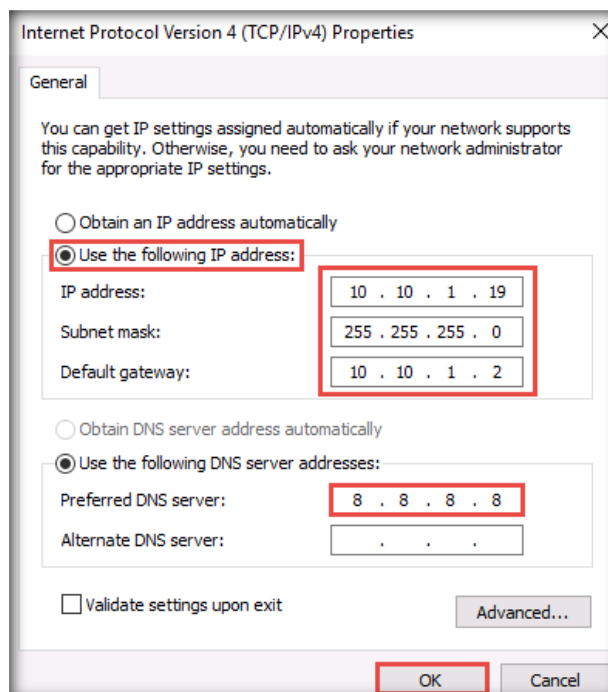 Internet Protocol Version 4 (TCP/IPv4) Properties
General
You can get IP settings assigned automatically if your network supports
this capability. Otherwise, you need to ask your network administrator
for the appropriate IP settings.
Obtain an IP address automatically
Use the following IP address:
IP address: 10 . 10 . 1 . 19
Subnet mask: 255 . 255 . 255 . 0
Default gateway: 10 . 10 . 1 . 2
Obtain DNS server address automatically
Use the following DNS server addresses:
Preferred DNS server: 8 . 8 . 8 . 8
Alternate DNS server: . . .
Validate settings upon exit
Advanced...
OK Cancel